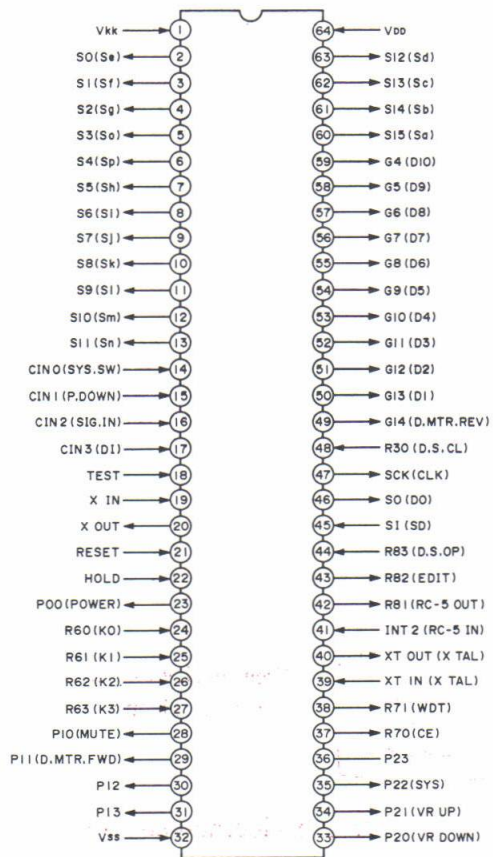 Vkk 1 64 VDD
S0(Se) 2 63 S12(Sd)
S1(Sf) 3 62 S13(Sc)
S2(Sg) 4 61 S14(Sb)
S3(So) 5 60 S15(Sa)
S4(Sp) 6 59 G4(D10)
S5(Sh) 7 58 G5(D9)
S6(Si) 8 57 G6(D8)
S7(Sj) 9 56 G7(D7)
S8(Sk) 10 55 G8(D6)
S9(Sl) 11 54 G9(D5)
S10(Sm) 12 53 G10(D4)
S11(Sn) 13 52 G11(D3)
CIN0(SYS.SW) 14 51 G12(D2)
CIN1(P.DOWN) 15 50 G13(D1)
CIN2(SIG.IN) 16 49 G14(D.MTR.REV)
CIN3(DI) 17 48 R30(D.S.CL)
TEST 18 47 SCK(CLK)
X IN 19 46 SO(DO)
X OUT 20 45 SI(SD)
RESET 21 44 R83(D.S.OP)
HOLD 22 43 R82(EDIT)
P00(POWER) 23 42 R81(RC-5 OUT)
R60(K0) 24 41 INT 2 (RC-5 IN)
R61(K1) 25 40 XT OUT (X TAL)
R62(K2) 26 39 XT IN (X TAL)
R63(K3) 27 38 R71(WDT)
P10(MUTE) 28 37 R70(CE)
P11(D.MTR.FWD) 29 36 P23
P12 30 35 P22(SYS)
P13 31 34 P21(VR UP)
Vss 32 33 P20(VR DOWN)